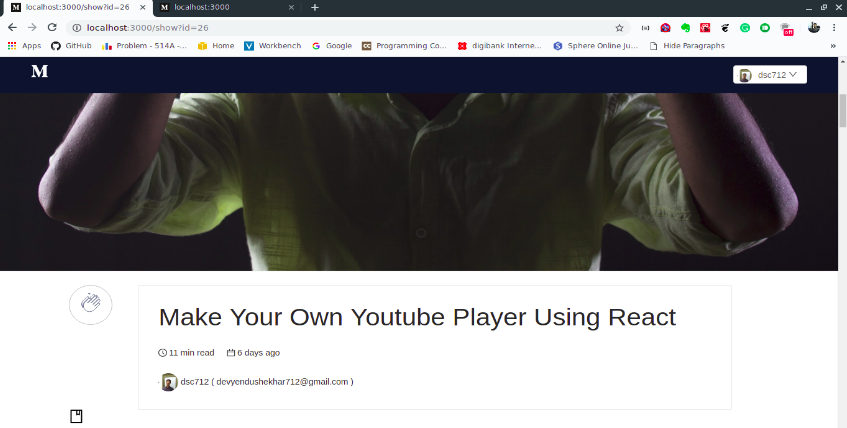 M localhost:3000/show?id=26
M localhost:3000
localhost:3000/show?id=26
off
Apps GitHub Problem - 514A -... Home Workbench Google CC Programming Co... digibank Interne... Sphere Online Ju... Hide Paragraphs
M dsc712
Make Your Own Youtube Player Using React
11 min read 6 days ago
dsc712 ( devyendushekhar712@gmail.com )